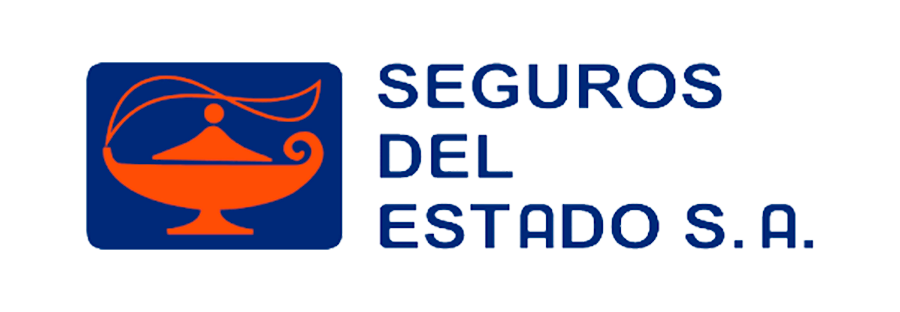 SEGUROS
DEL
ESTADO S.A.